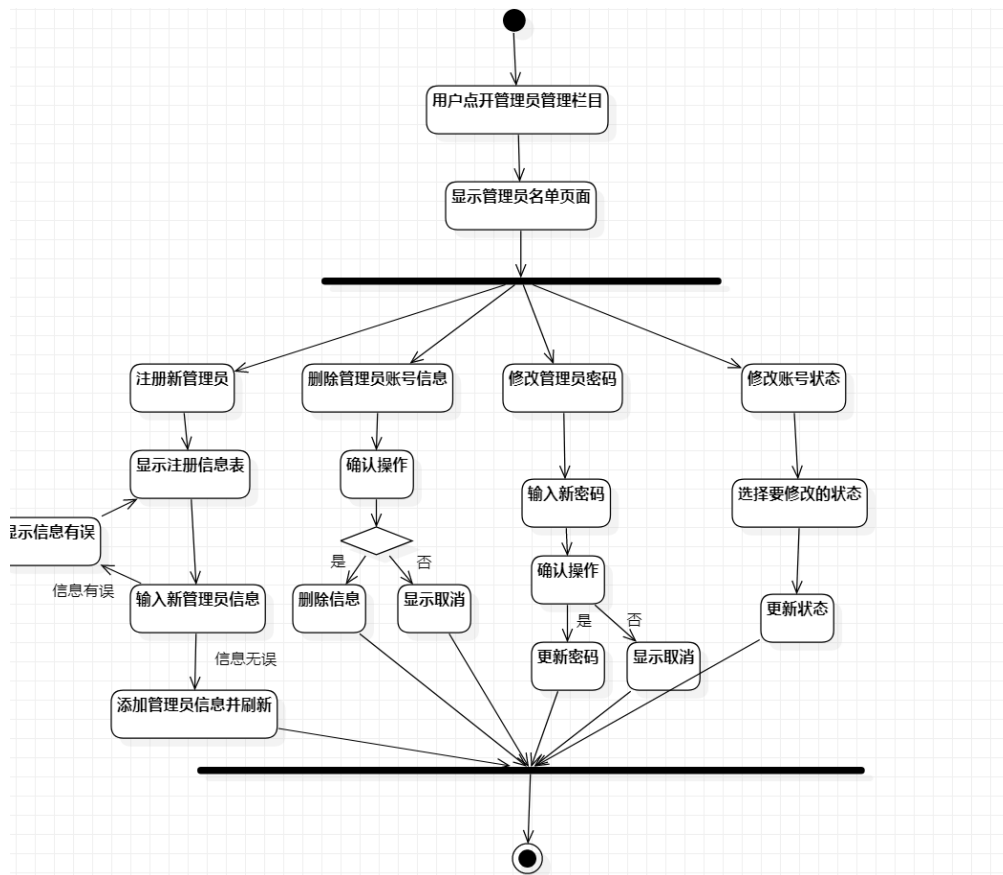 用户点开管理员管理栏目
显示管理员名单页面
注册新管理员
删除管理员账号信息
修改管理员密码
修改账号状态
显示注册信息表
确认操作
输入新密码
选择要修改的状态
显示信息有误
是
否
确认操作
信息有误
输入新管理员信息
删除信息
显示取消
更新状态
是
否
信息无误
更新密码
显示取消
添加管理员信息并刷新